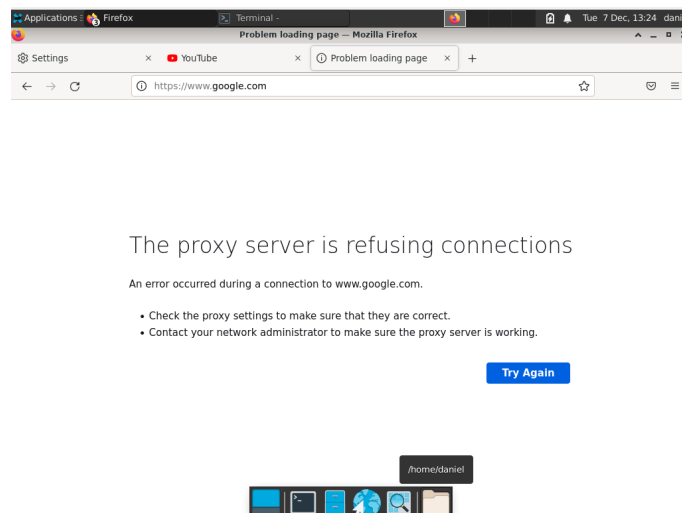 Applications
Firefox
Terminal -
Tue 7 Dec, 13:24 dani
Problem loading page — Mozilla Firefox
Settings
YouTube
Problem loading page
https://www.google.com
The proxy server is refusing connections
An error occurred during a connection to www.google.com.
• Check the proxy settings to make sure that they are correct.
• Contact your network administrator to make sure the proxy server is working.
Try Again
/home/daniel